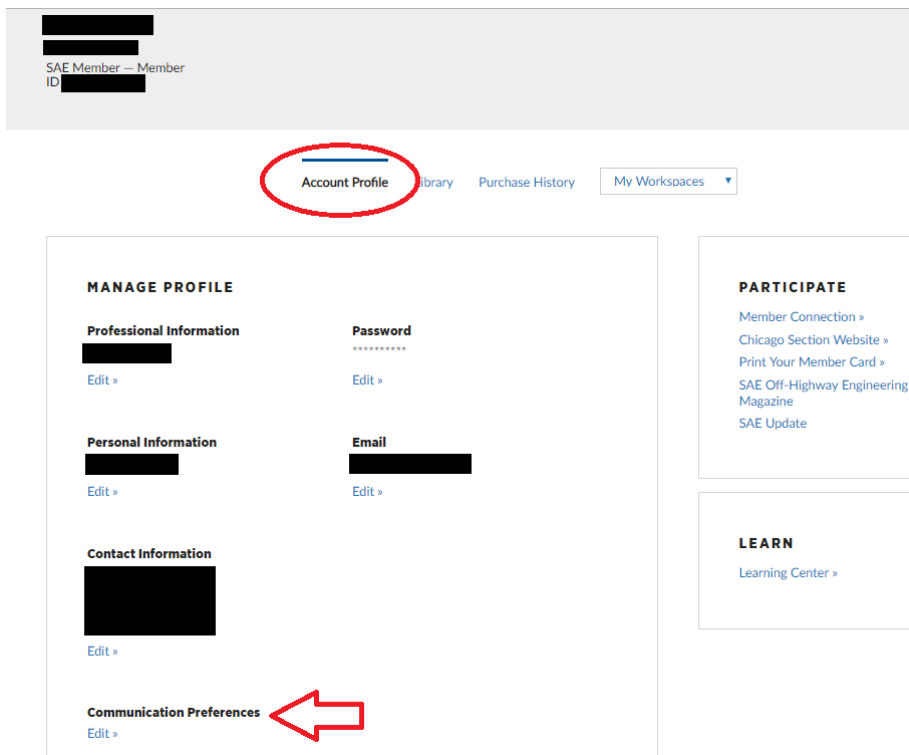 SAE Member — Member
ID
Account Profile
Library
Purchase History
My Workspaces
MANAGE PROFILE
Professional Information
Edit »
Password
**********
Edit »
Personal Information
Edit »
Email
Edit »
Contact Information
Edit »
Communication Preferences
Edit »
PARTICIPATE
Member Connection »
Chicago Section Website »
Print Your Member Card »
SAE Off-Highway Engineering
Magazine
SAE Update
LEARN
Learning Center »